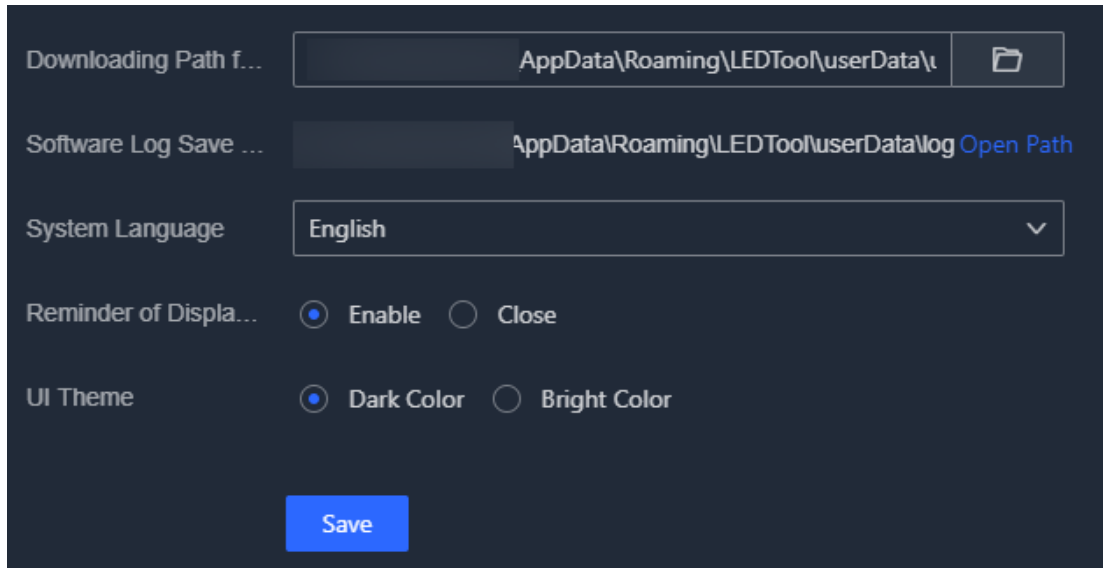 Downloading Path f... AppData\Roaming\LEDTool\userData\u
Software Log Save ... AppData\Roaming\LEDTool\userData\log Open Path
System Language English
Reminder of Displa... Enable Close
UI Theme Dark Color Bright Color
Save